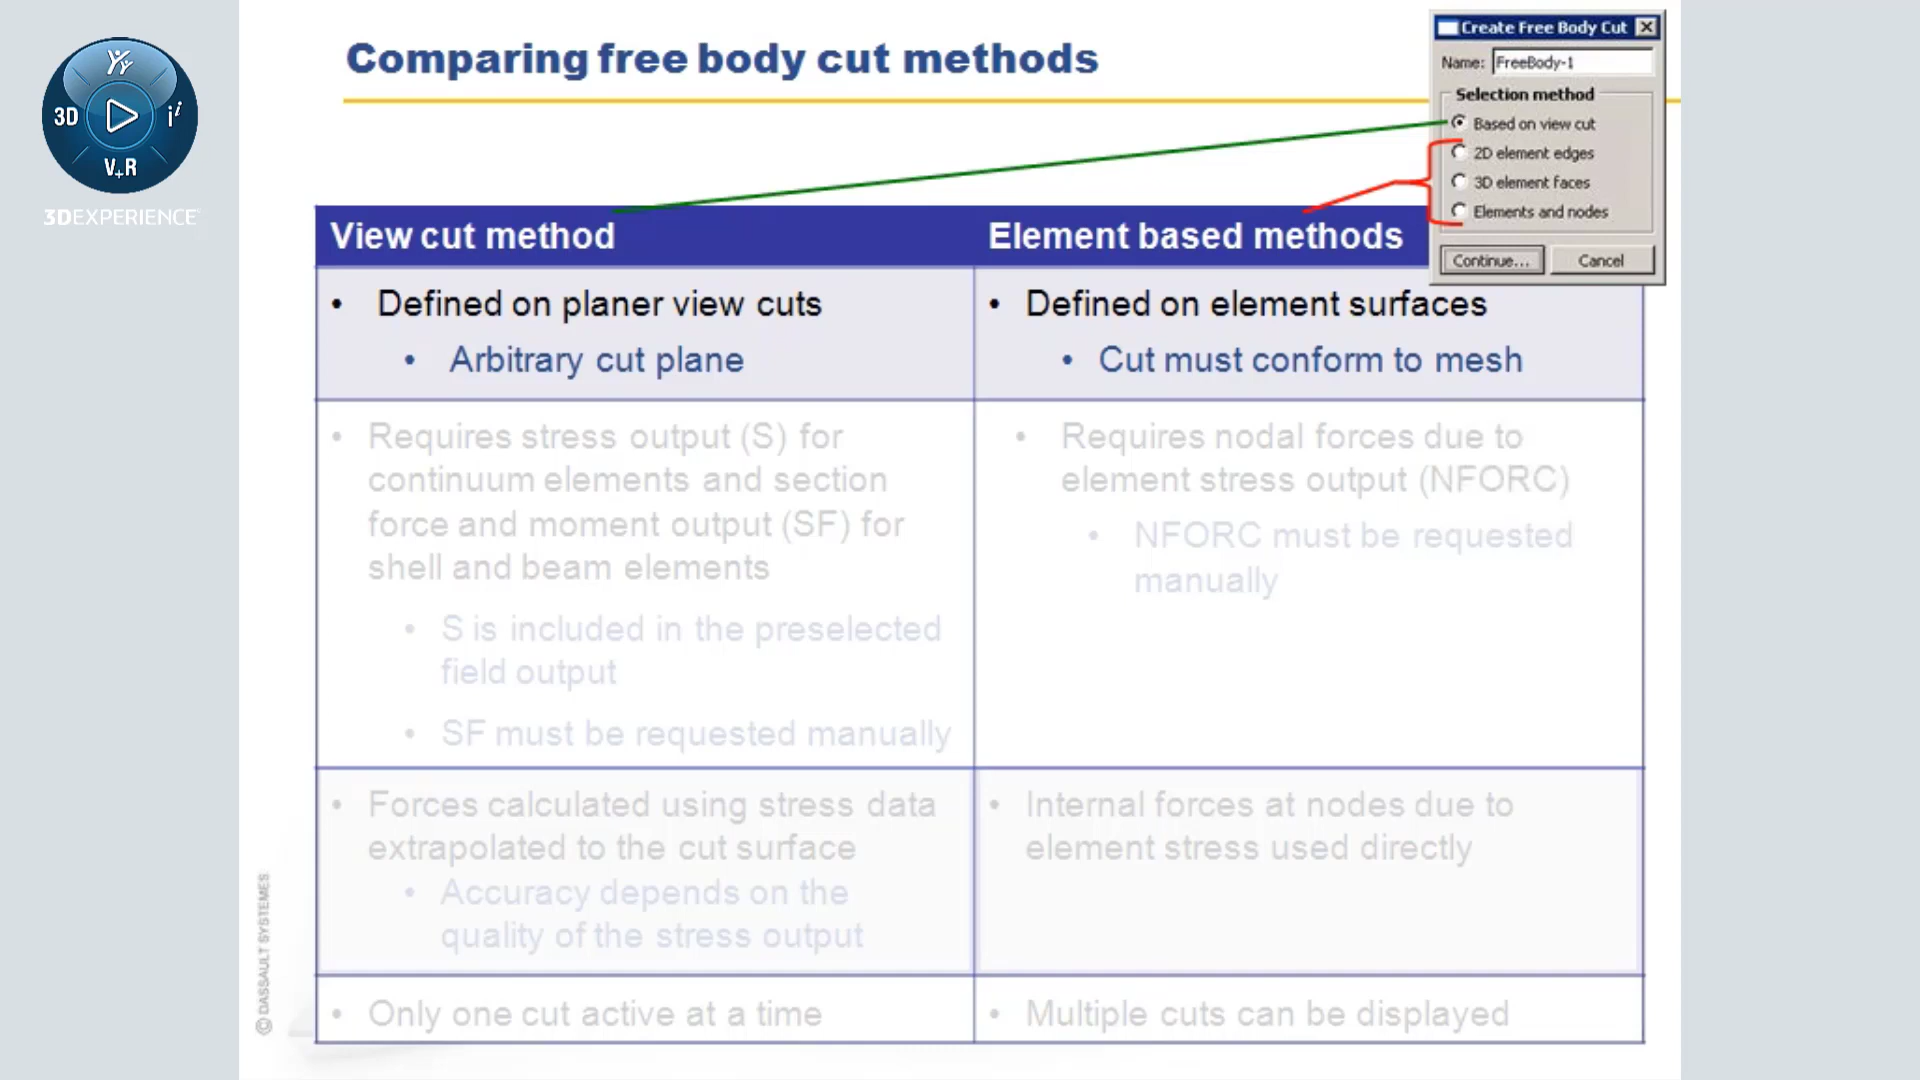 Comparing free body cut methods
Create Free Body Cut
Name: FreeBody-1
Selection method
Based on view cut
2D element edges
3D element faces
Elements and nodes
Continue... Cancel
3D
i
V+R
3DEXPERIENCE
View cut method
Element based methods
• Defined on planer view cuts
• Arbitrary cut plane
• Defined on element surfaces
• Cut must conform to mesh
• Requires stress output (S) for
continuum elements and section
force and moment output (SF) for
shell and beam elements
• S is included in the preselected
field output
• SF must be requested manually
• Requires nodal forces due to
element stress output (NFORC)
• NFORC must be requested
manually
• Forces calculated using stress data
extrapolated to the cut surface
• Accuracy depends on the
quality of the stress output
• Internal forces at nodes due to
element stress used directly
• Only one cut active at a time
• Multiple cuts can be displayed
© DASSAULT SYSTEMES